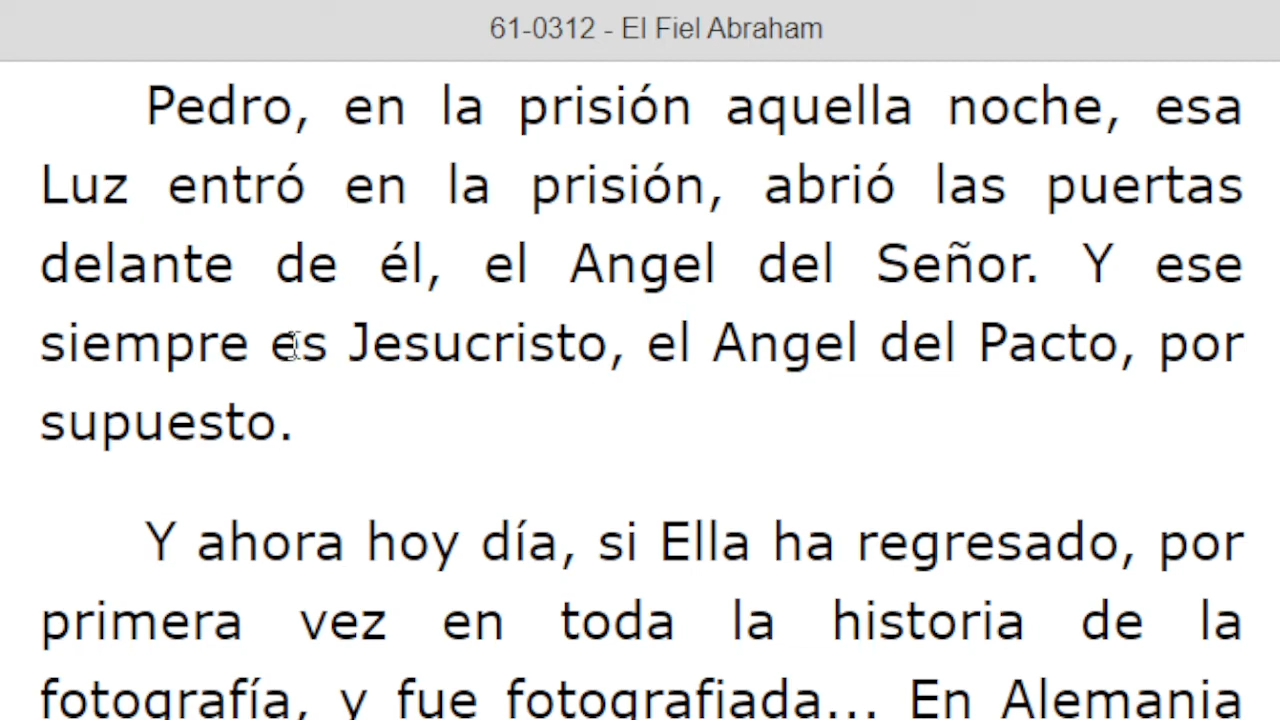 61-0312 - El Fiel Abraham
Pedro, en la prisión aquella noche, esa
Luz entró en la prisión, abrió las puertas
delante de él, el Angel del Señor. Y ese
siempre es Jesucristo, el Angel del Pacto, por
supuesto.
Y ahora hoy día, si Ella ha regresado, por
primera vez en toda la historia de la
fotografía, y fue fotografiada... En Alemania